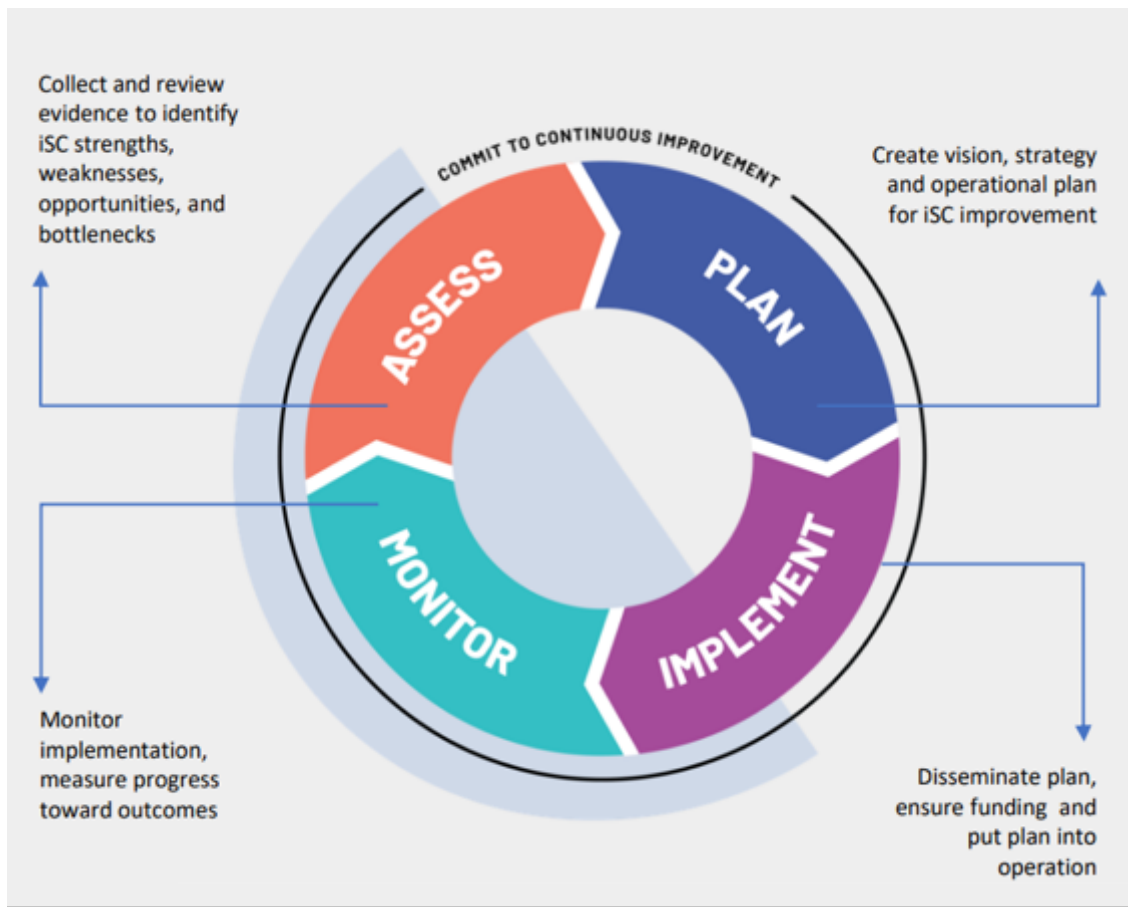 Collect and review
evidence to identify
iSC strengths,
weaknesses,
opportunities, and
bottlenecks
COMMIT TO CONTINUOUS IMPROVEMENT
Create vision, strategy
and operational plan
for iSC improvement
ASSESS
PLAN
MONITOR
IMPLEMENT
Monitor
implementation,
measure progress
toward outcomes
Disseminate plan,
ensure funding and
put plan into
operation